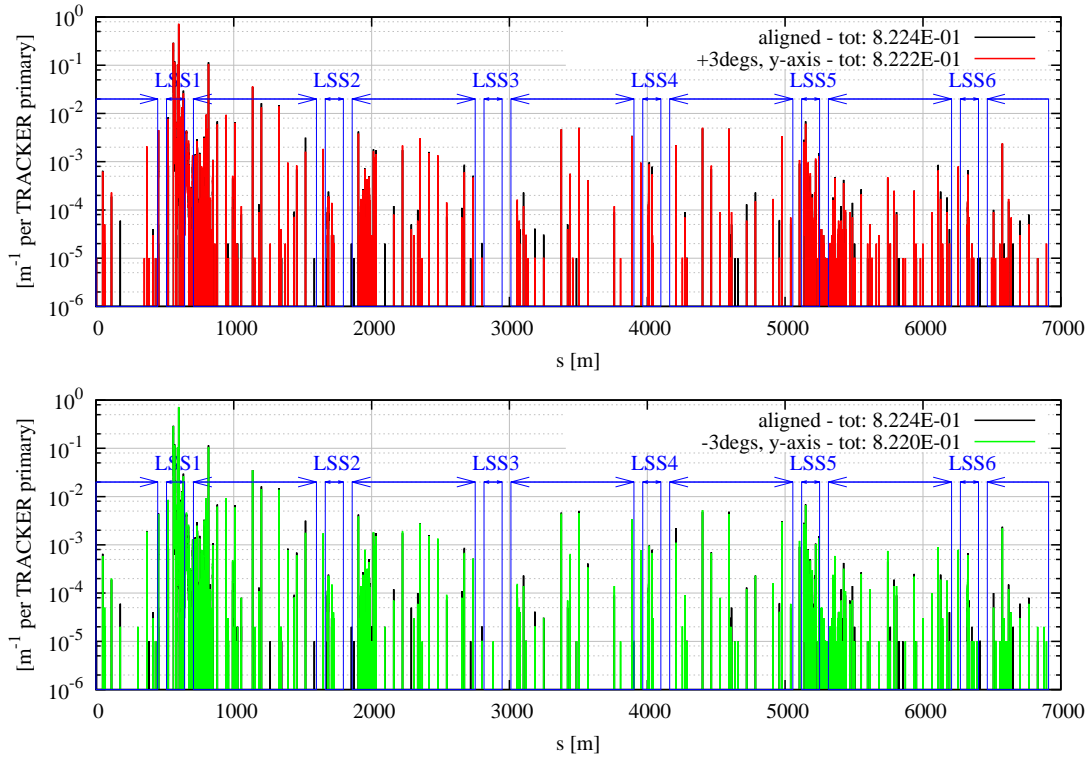 [m⁻¹ per TRACKER primary]
10⁰
10⁻¹
10⁻²
10⁻³
10⁻⁴
10⁻⁵
10⁻⁶
aligned - tot: 8.224E-01
+3degs, y-axis - tot: 8.222E-01
LSS1 LSS2 LSS3 LSS4 LSS5 LSS6
0 1000 2000 3000 4000 5000 6000 7000
s [m]
[m⁻¹ per TRACKER primary]
10⁰
10⁻¹
10⁻²
10⁻³
10⁻⁴
10⁻⁵
10⁻⁶
aligned - tot: 8.224E-01
-3degs, y-axis - tot: 8.220E-01
LSS1 LSS2 LSS3 LSS4 LSS5 LSS6
0 1000 2000 3000 4000 5000 6000 7000
s [m]